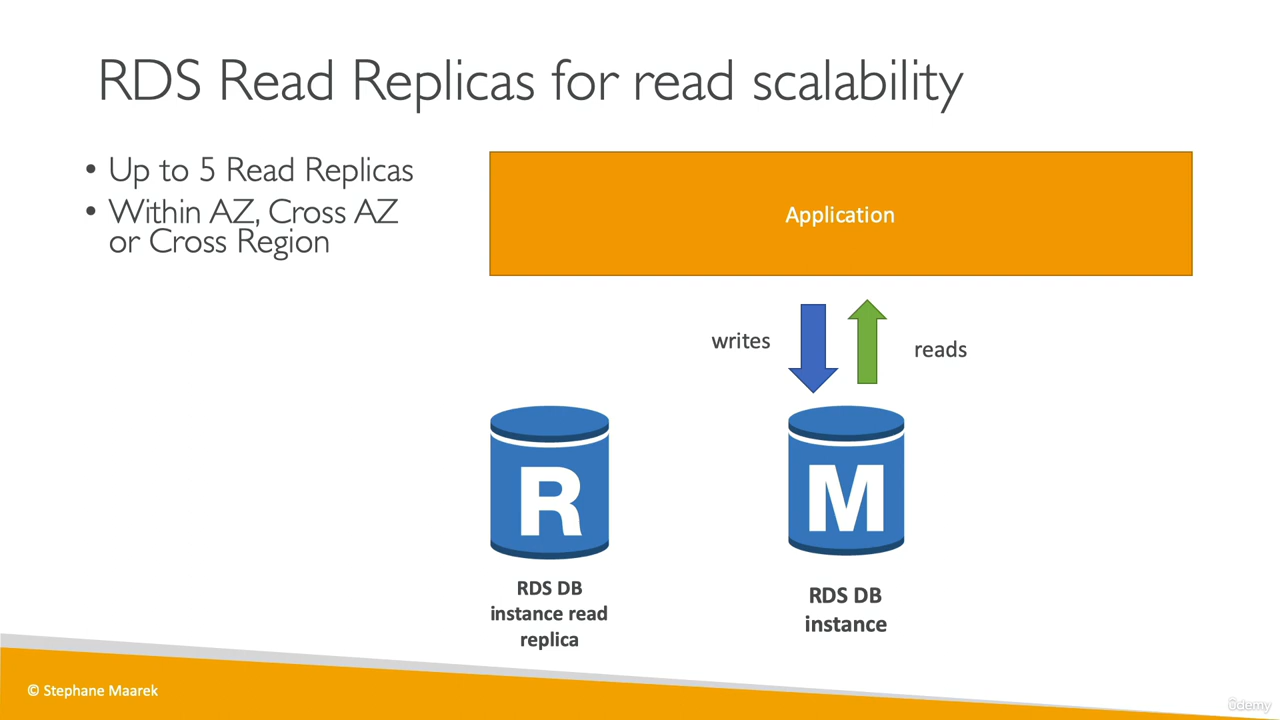 RDS Read Replicas for read scalability
• Up to 5 Read Replicas
• Within AZ, Cross AZ
or Cross Region
Application
writes
reads
R
M
RDS DB
instance read
replica
RDS DB
instance
© Stephane Maarek
ûdemy